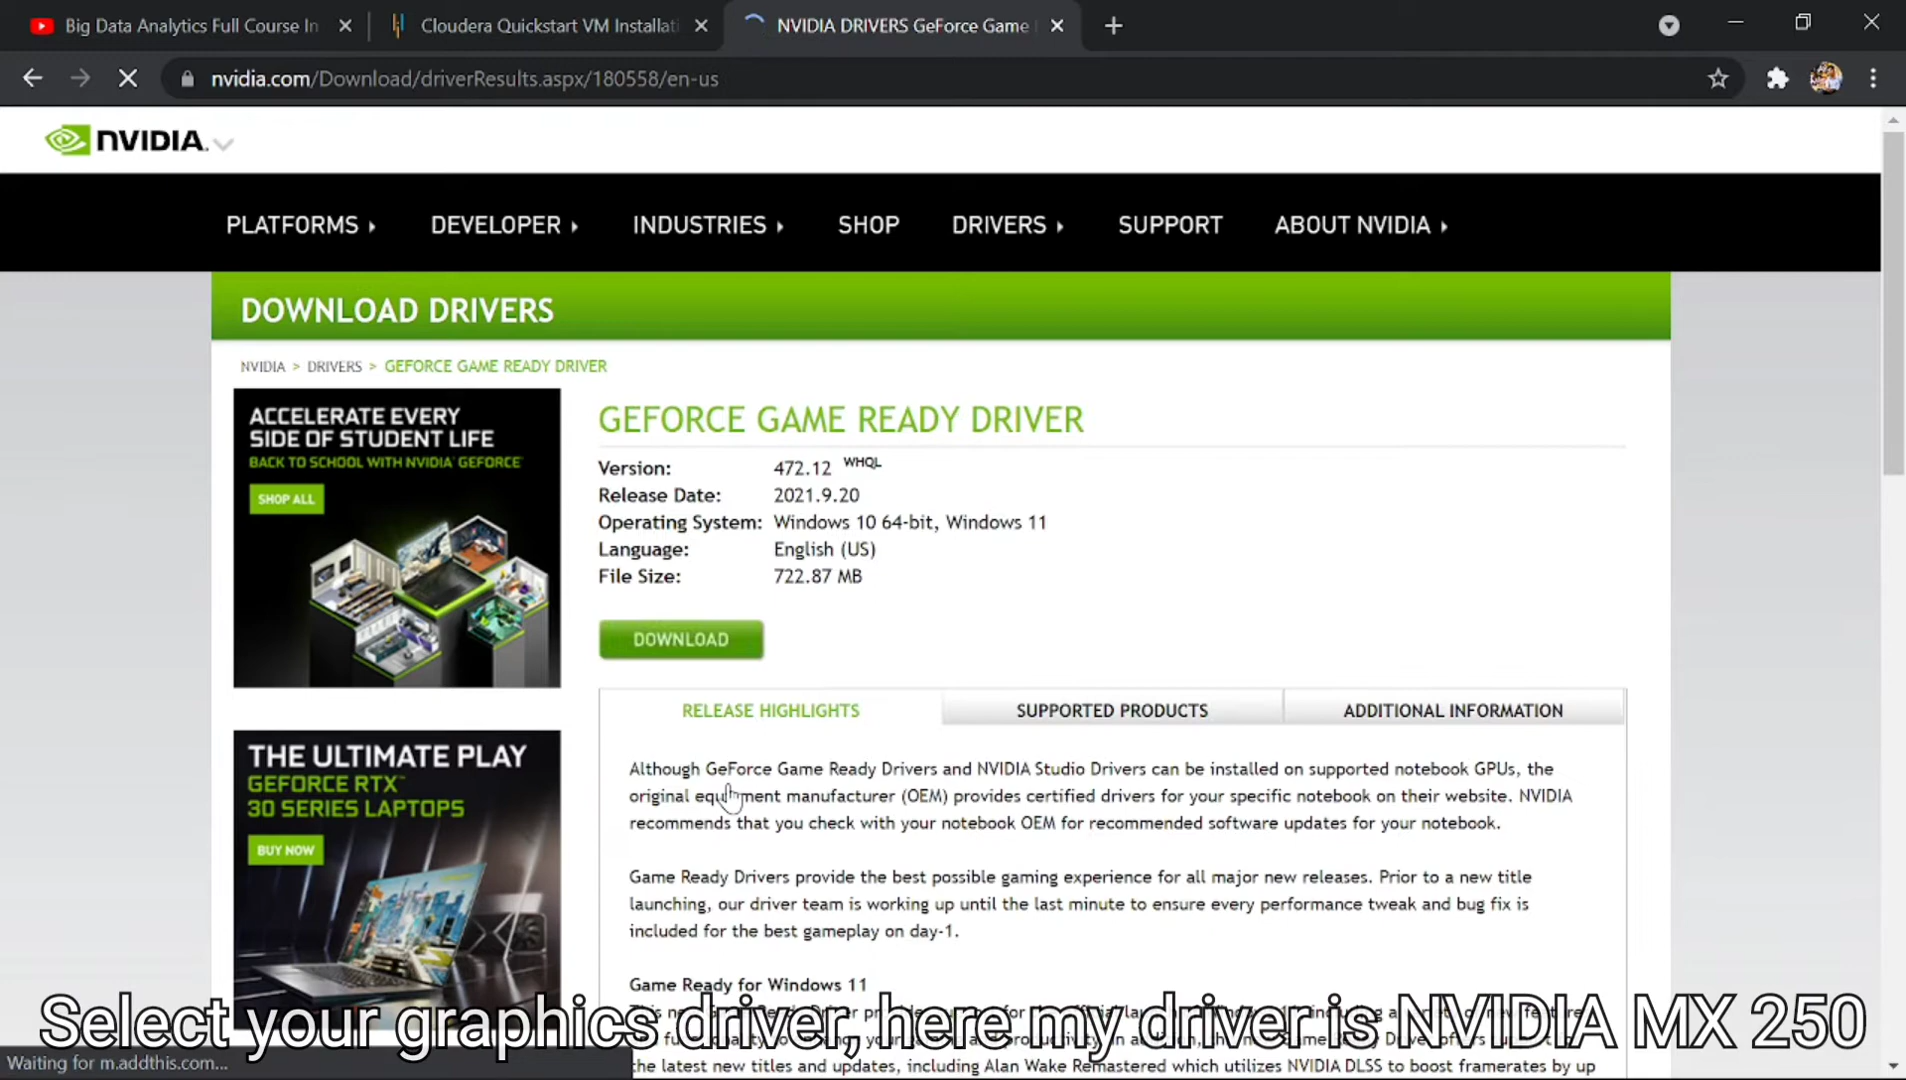 Big Data Analytics Full Course In
Cloudera Quickstart VM Installati
NVIDIA DRIVERS GeForce Game
nvidia.com/Download/driverResults.aspx/180558/en-us
NVIDIA.
PLATFORMS
DEVELOPER
INDUSTRIES
SHOP
DRIVERS
SUPPORT
ABOUT NVIDIA
DOWNLOAD DRIVERS
NVIDIA > DRIVERS > GEFORCE GAME READY DRIVER
ACCELERATE EVERY
SIDE OF STUDENT LIFE
BACK TO SCHOOL WITH NVIDIA GEFORCE
SHOP ALL
THE ULTIMATE PLAY
GEFORCE RTX™
30 SERIES LAPTOPS
BUY NOW
GEFORCE GAME READY DRIVER
Version: 472.12 WHQL
Release Date: 2021.9.20
Operating System: Windows 10 64-bit, Windows 11
Language: English (US)
File Size: 722.87 MB
DOWNLOAD
RELEASE HIGHLIGHTS
SUPPORTED PRODUCTS
ADDITIONAL INFORMATION
Although GeForce Game Ready Drivers and NVIDIA Studio Drivers can be installed on supported notebook GPUs, the
original equipment manufacturer (OEM) provides certified drivers for your specific notebook on their website. NVIDIA
recommends that you check with your notebook OEM for recommended software updates for your notebook.
Game Ready Drivers provide the best possible gaming experience for all major new releases. Prior to a new title
launching, our driver team is working up until the last minute to ensure every performance tweak and bug fix is
included for the best gameplay on day-1.
Game Ready for Windows 11
Select your graphics driver, here my driver is NVIDIA MX 250
the latest new titles and updates, including Alan Wake Remastered which utilizes NVIDIA DLSS to boost framerates by up
Waiting for m.addthis.com...